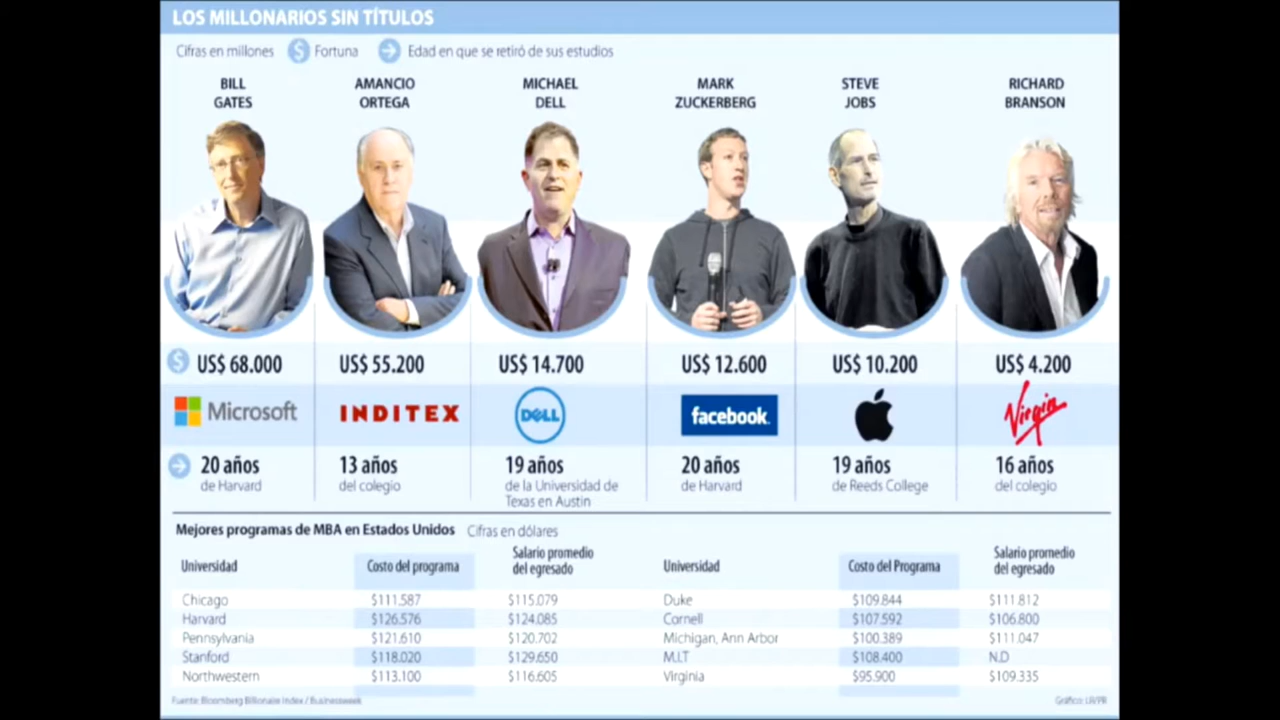 LOS MILLONARIOS SIN TÍTULOS
Cifras en millones $ Fortuna Edad en que se retiró de sus estudios
BILL GATES
AMANCIO ORTEGA
MICHAEL DELL
MARK ZUCKERBERG
STEVE JOBS
RICHARD BRANSON
$ US$ 68.000 US$ 55.200 US$ 14.700 US$ 12.600 US$ 10.200 US$ 4.200
Microsoft INDITEX DELL facebook. Virgin
20 años 13 años 19 años 20 años 19 años 16 años
de Harvard del colegio de la Universidad de Texas en Austin de Harvard de Reeds College del colegio
Mejores programas de MBA en Estados Unidos Cifras en dólares
Universidad Costo del programa Salario promedio del egresado Universidad Costo del Programa Salario promedio del egresado
Chicago $111.587 $115.079 Duke $109.844 $111.812
Harvard $126.576 $124.085 Cornell $107.592 $106.800
Pennsylvania $121.610 $120.702 Michigan, Ann Arbor $100.389 $111.047
Stanford $118.020 $129.650 M.I.T $108.400 N.D
Northwestern $113.100 $116.605 Virginia $95.900 $109.335
Fuente: Bloomberg Billionaire Index / Businessweek Gráfico: LR/PR